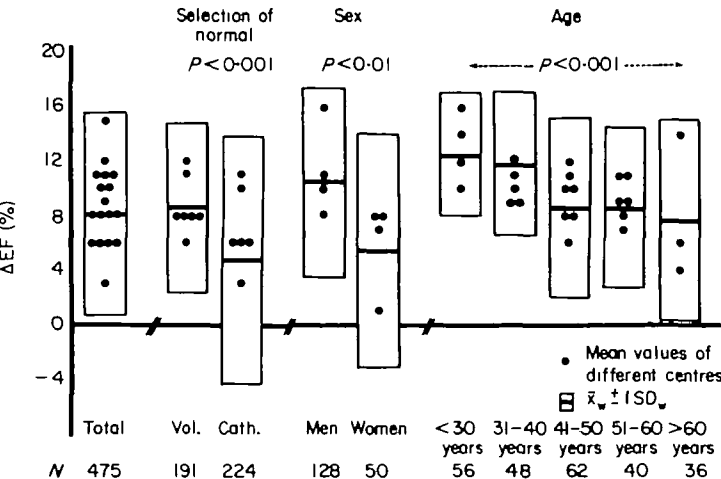 Selection of normal
Sex
Age
P<0·001
P<0·01
P<0·001
ΔEF (%)
20
16
12
8
4
0
−4
Mean values of
different centres
x̄w ± 1SDw
Total Vol. Cath. Men Women <30 years 31–40 years 41–50 years 51–60 years >60 years
N 475 191 224 128 50 56 48 62 40 36